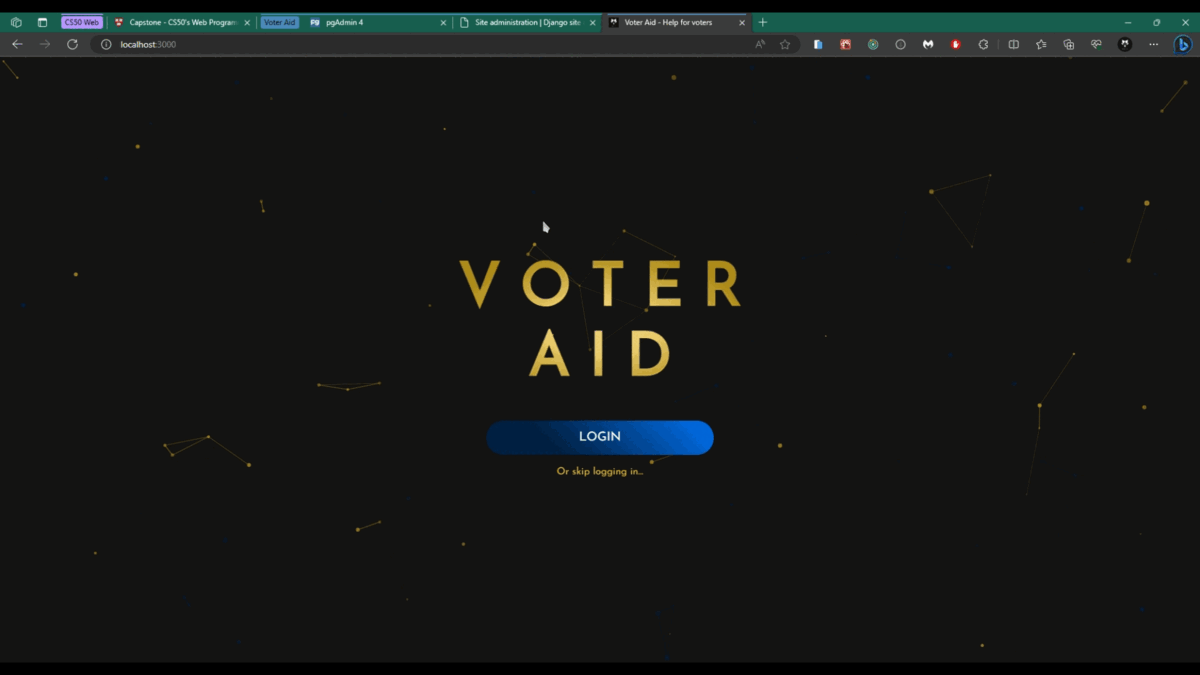 CS50 Web
Capstone - CS50's Web Program
Voter Aid
pgAdmin 4
Site administration | Django site
Voter Aid - Help for voters
localhost:3000
VOTER
AID
LOGIN
Or skip logging in...